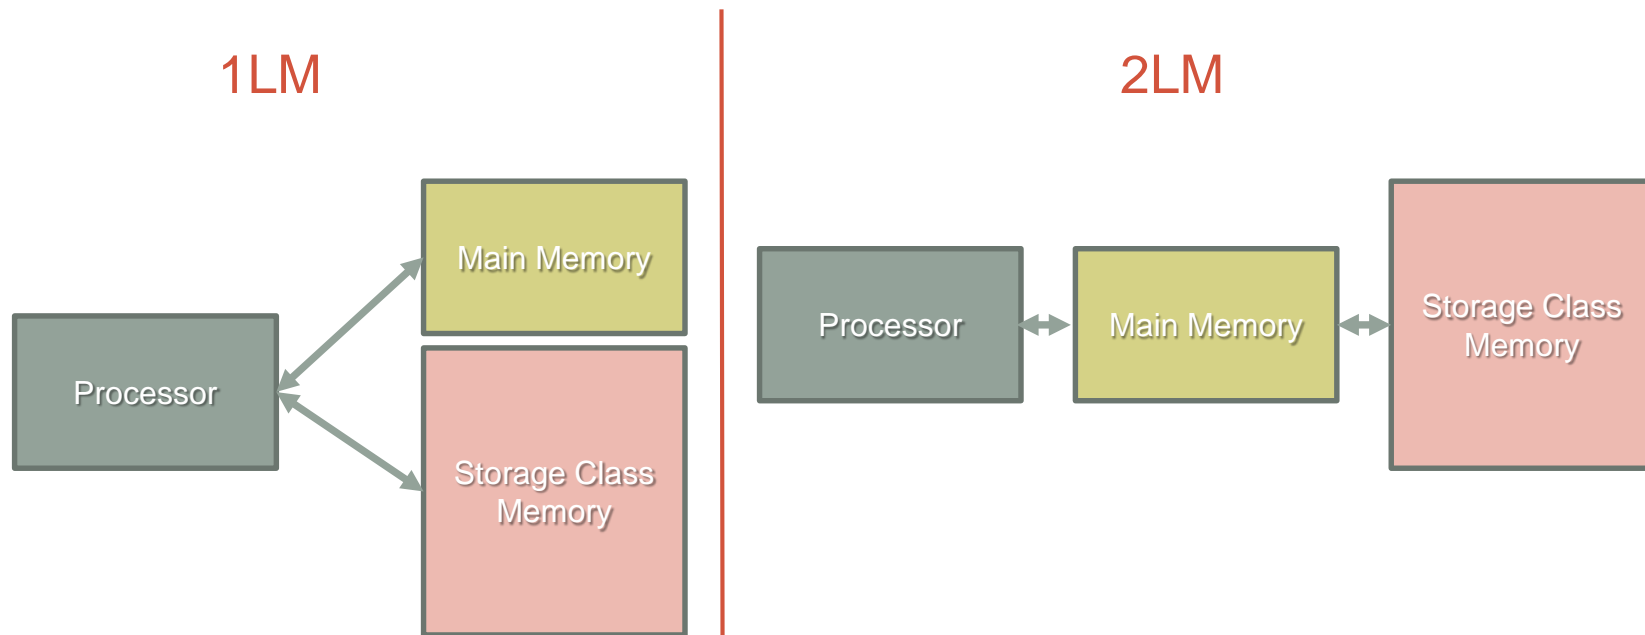 1LM
Main Memory
Processor
Storage Class
Memory
2LM
Processor
Main Memory
Storage Class
Memory